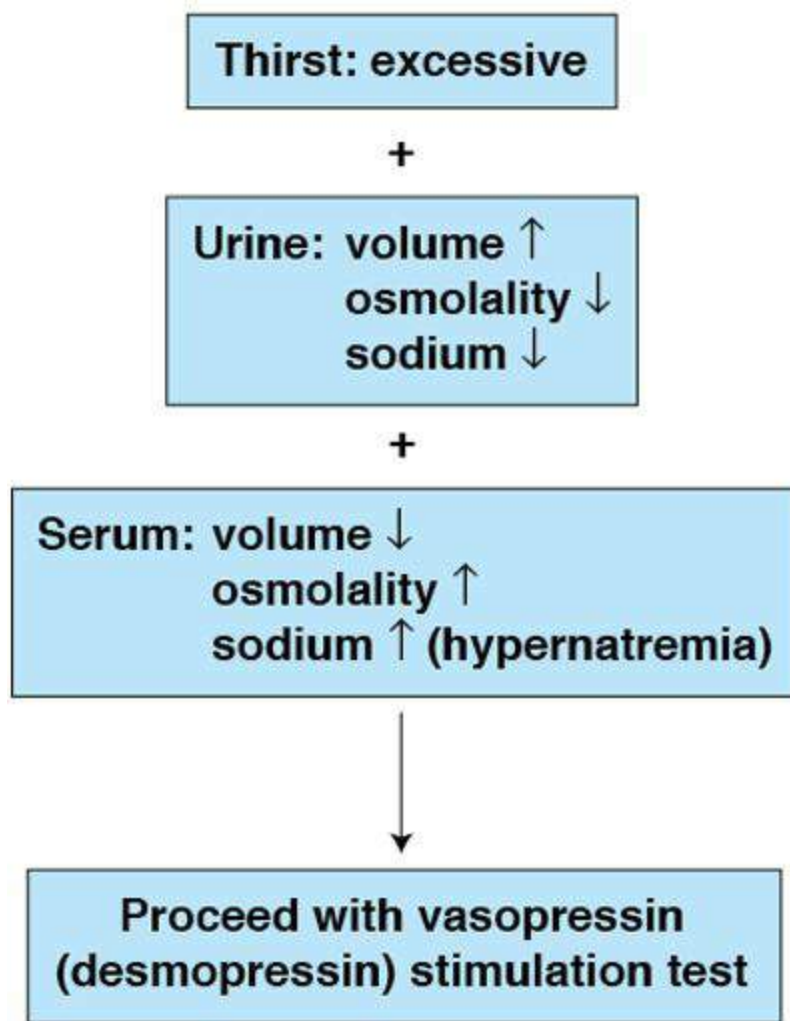 Thirst: excessive
+
Urine: volume ↑
osmolality ↓
sodium ↓
+
Serum: volume ↓
osmolality ↑
sodium ↑ (hypernatremia)
Proceed with vasopressin
(desmopressin) stimulation test